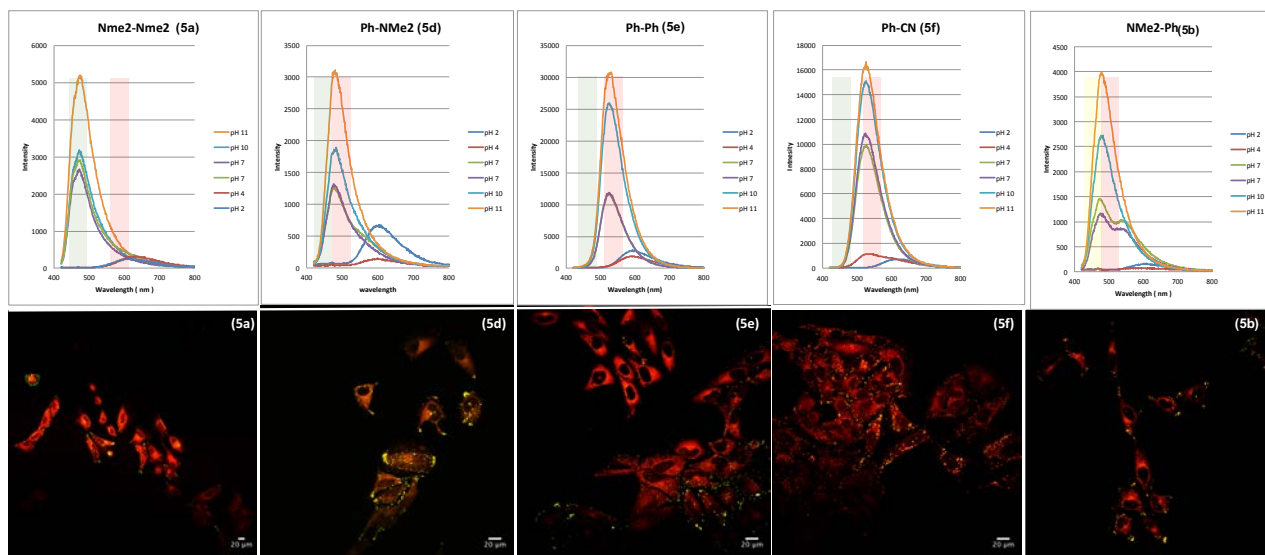 Nme2-Nme2 (5a)
6000
5000
4000
3000
2000
1000
0
400 500 600 700 800
Intensity
Wavelength ( nm )
pH 11
pH 10
pH 7
pH 7
pH 4
pH 2
Ph-NMe2 (5d)
3500
3000
2500
2000
1500
1000
500
0
400 500 600 700 800
Intensity
wavelength
pH 2
pH 4
pH 7
pH 7
pH 10
pH 11
Ph-Ph (5e)
35000
30000
25000
20000
15000
10000
5000
0
400 500 600 700 800
Intensity
Wavelength (nm)
pH 2
pH 4
pH 7
pH 7
pH 10
pH 11
Ph-CN (5f)
18000
16000
14000
12000
10000
8000
6000
4000
2000
0
400 500 600 700 800
Intnesity
Wavelength (nm)
pH 2
pH 4
pH 7
pH 7
pH 10
pH 11
NMe2-Ph(5b)
4500
4000
3500
3000
2500
2000
1500
1000
500
0
400 500 600 700 800
Intensity
Wavelength ( nm )
pH 2
pH 4
pH 7
pH 7
pH 10
pH 11
(5a)
20 µm
(5d)
20 µm
(5e)
20 µm
(5f)
20 µm
(5b)
20 µm